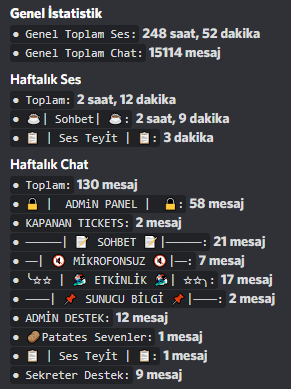 Genel İstatistik
• Genel Toplam Ses: 248 saat, 52 dakika
• Genel Toplam Chat: 15114 mesaj
Haftalık Ses
• Toplam: 2 saat, 12 dakika
• ☕| Sohbet| ☕: 2 saat, 9 dakika
• 📋 | Ses Teyit | 📋: 3 dakika
Haftalık Chat
• Toplam: 130 mesaj
• 🔒 | ADMiN PANEL | 🔒: 58 mesaj
• KAPANAN TICKETS: 2 mesaj
• ————| 📝 SOHBET 📝|————: 21 mesaj
• ——| 🔇 MİKROFONSUZ 🔇|——: 7 mesaj
• ╰☆☆ | 🏂 ETKİNLİK 🏂| ☆☆╮: 17 mesaj
• ———| 📌 SUNUCU BİLGİ 📌|———: 2 mesaj
• ADMİN DESTEK: 12 mesaj
• 🥔Patates Sevenler: 1 mesaj
• 📋 | Ses Teyit | 📋: 1 mesaj
• Sekreter Destek: 9 mesaj